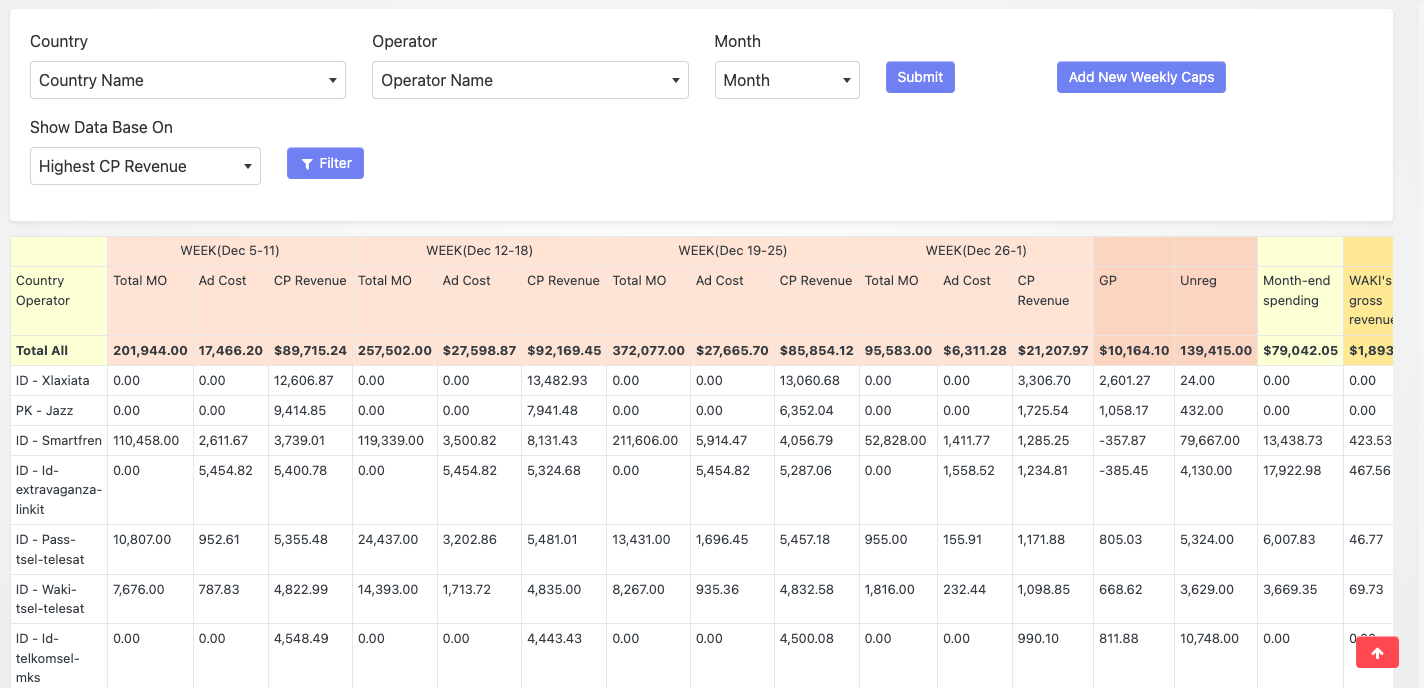 Country Operator Month
Country Name Operator Name Month Submit Add New Weekly Caps
Show Data Base On
Highest CP Revenue Filter
WEEK(Dec 5-11) WEEK(Dec 12-18) WEEK(Dec 19-25) WEEK(Dec 26-1)
Country Total MO Ad Cost CP Revenue Total MO Ad Cost CP Revenue Total MO Ad Cost CP Revenue Total MO Ad Cost CP GP Unreg Month-end WAKI's
Operator Revenue spending gross
revenue
Total All 201,944.00 17,466.20 $89,715.24 257,502.00 $27,598.87 $92,169.45 372,077.00 $27,665.70 $85,854.12 95,583.00 $6,311.28 $21,207.97 $10,164.10 139,415.00 $79,042.05 $1,893
ID - Xlaxiata 0.00 0.00 12,606.87 0.00 0.00 13,482.93 0.00 0.00 13,060.68 0.00 0.00 3,306.70 2,601.27 24.00 0.00 0.00
PK - Jazz 0.00 0.00 9,414.85 0.00 0.00 7,941.48 0.00 0.00 6,352.04 0.00 0.00 1,725.54 1,058.17 432.00 0.00 0.00
ID - Smartfren 110,458.00 2,611.67 3,739.01 119,339.00 3,500.82 8,131.43 211,606.00 5,914.47 4,056.79 52,828.00 1,411.77 1,285.25 -357.87 79,667.00 13,438.73 423.53
ID - Id- 0.00 5,454.82 5,400.78 0.00 5,454.82 5,324.68 0.00 5,454.82 5,287.06 0.00 1,558.52 1,234.81 -385.45 4,130.00 17,922.98 467.56
extravaganza-
linkit
ID - Pass- 10,807.00 952.61 5,355.48 24,437.00 3,202.86 5,481.01 13,431.00 1,696.45 5,457.18 955.00 155.91 1,171.88 805.03 5,324.00 6,007.83 46.77
tsel-telesat
ID - Waki- 7,676.00 787.83 4,822.99 14,393.00 1,713.72 4,835.00 8,267.00 935.36 4,832.58 1,816.00 232.44 1,098.85 668.62 3,629.00 3,669.35 69.73
tsel-telesat
ID - Id- 0.00 0.00 4,548.49 0.00 0.00 4,443.43 0.00 0.00 4,500.08 0.00 0.00 990.10 811.88 10,748.00 0.00
telkomsel-
mks